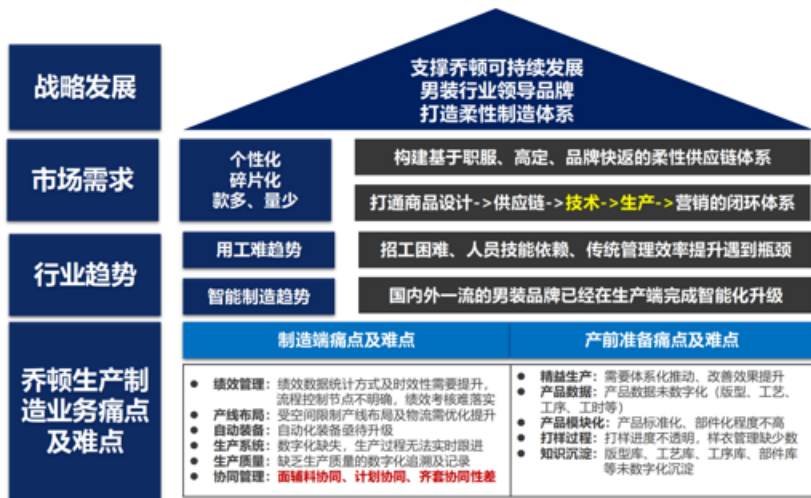 战略发展
支撑乔顿可持续发展
男装行业领导品牌
打造柔性制造体系
市场需求
个性化
碎片化
款多、量少
构建基于职服、高定、品牌快返的柔性供应链体系
打通商品设计->供应链->技术->生产->营销的闭环体系
行业趋势
用工难趋势
招工困难、人员技能依赖、传统管理效率提升遇到瓶颈
智能制造趋势
国内外一流的男装品牌已经在生产端完成智能化升级
乔顿生产制
造业务痛点
及难点
制造端痛点及难点
● 绩效管理：绩效数据统计方式及时效性需要提升，
流程控制节点不明确，绩效考核难落实
● 产线布局：受空间限制产线布局及物流需优化提升
● 自动装备：自动化装备亟待升级
● 生产系统：数字化缺失，生产过程无法实时跟进
● 生产质量：缺乏生产质量的数字化追溯及记录
● 协同管理：面辅料协同、计划协同、齐套协同性差
产前准备痛点及难点
● 精益生产：需要体系化推动、改善效果提升
● 产品数据：产品数据未数字化（版型、工艺、
工序、工时等）
● 产品模块化：产品标准化、部件化程度不高
● 打样过程：打样进度不透明，样衣管理缺少数
● 知识沉淀：版型库、工艺库、工序库、部件库
等未数字化沉淀